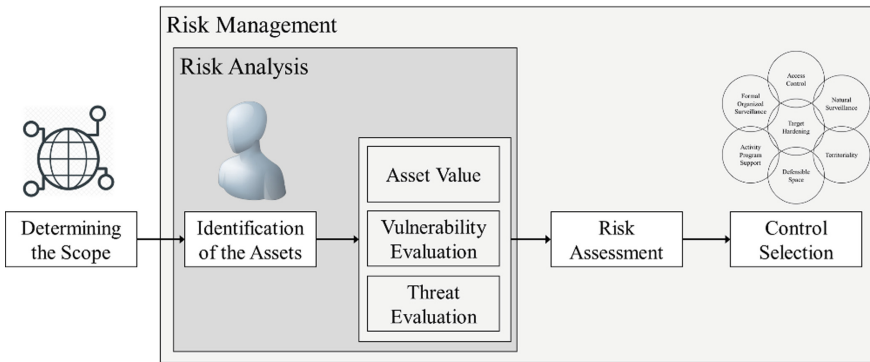 Risk Management
Risk Analysis
Determining
the Scope
Identification
of the Assets
Asset Value
Vulnerability
Evaluation
Threat
Evaluation
Risk
Assessment
Control
Selection
Access
Control
Formal
Organized
Surveillance
Natural
Surveillance
Target
Hardening
Activity
Program
Support
Territoriality
Defensible
Space